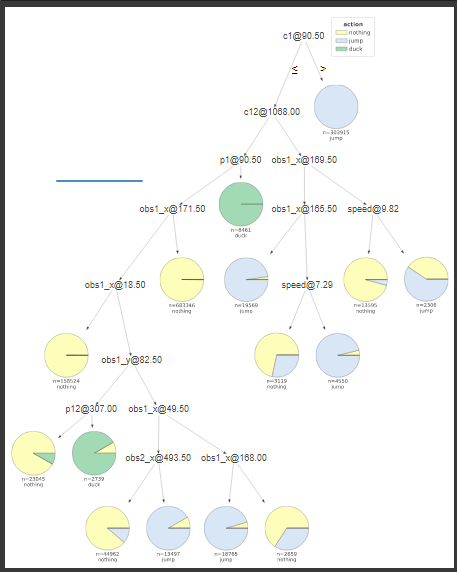 action
nothing
jump
duck
c1@90.50
≤ >
n=303915
jump
c12@1068.00
p1@90.50 obs1_x@169.50
n=8461
duck
obs1_x@171.50 obs1_x@165.50 speed@9.82
n=683346
nothing
n=19569
jump
n=13595
nothing
n=2306
jump
obs1_x@18.50 speed@7.29
n=158524
nothing
n=3119
nothing
n=4550
jump
obs1_y@82.50
p12@307.00 obs1_x@49.50
n=23045
nothing
n=2739
duck
obs2_x@493.50 obs1_x@168.00
n=44962
nothing
n=13497
jump
n=18765
jump
n=2659
nothing